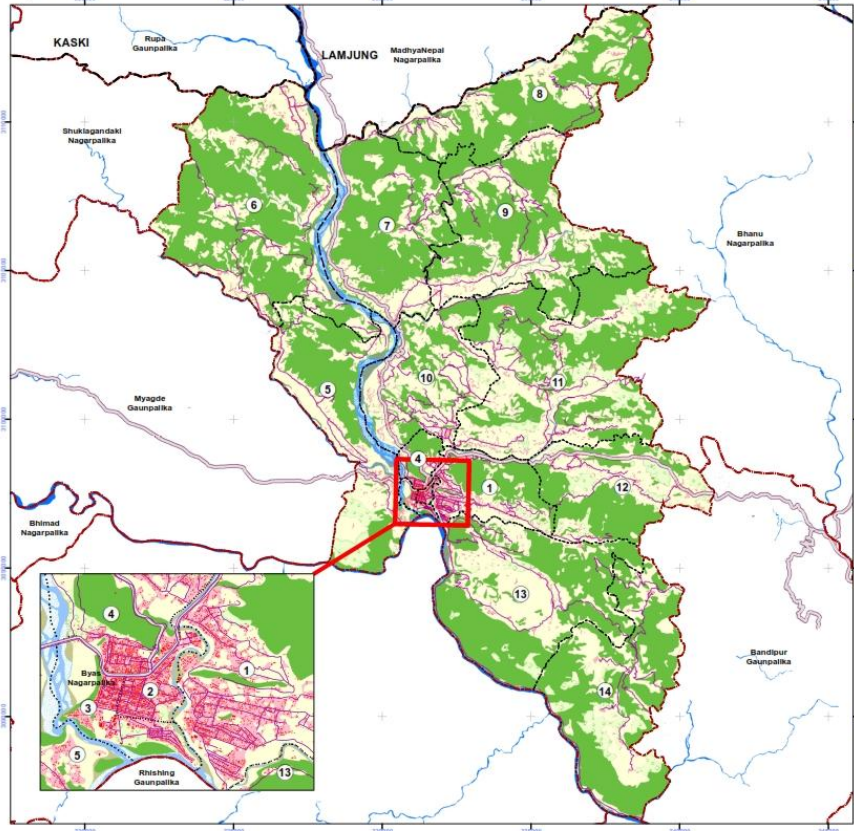 KASKI
Rupa
Gaunpalika
LAMJUNG
MadhyaNepal
Nagarpalika
8
Shuklagandaki
Nagarpalika
6
7
9
Bhanu
Nagarpalika
5
10
11
Myagde
Gaunpalika
4
1
12
Bhimad
Nagarpalika
13
14
Bandipur
Gaunpalika
4
1
Byas
Nagarpalika
2
3
5
13
Rhishing
Gaunpalika